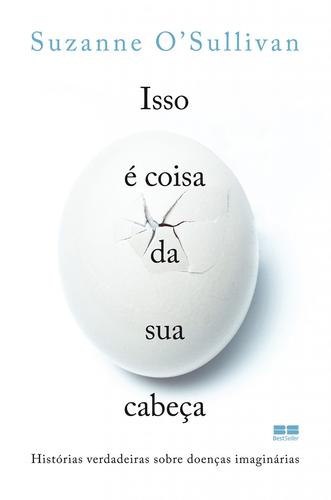 Suzanne O'Sullivan
Isso
é coisa
da
sua
cabeça
BestSeller
Histórias verdadeiras sobre doenças imaginárias